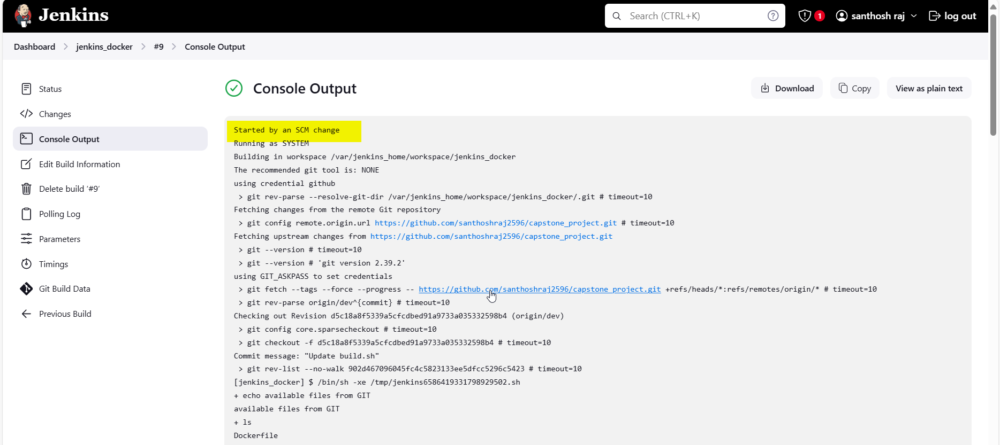 Jenkins
Search (CTRL+K)
1
santhosh raj
log out
Dashboard
jenkins_docker
#9
Console Output
Status
Changes
Console Output
Edit Build Information
Delete build ‘#9’
Polling Log
Parameters
Timings
Git Build Data
Previous Build
Console Output
Download
Copy
View as plain text
Started by an SCM change
Running as SYSTEM
Building in workspace /var/jenkins_home/workspace/jenkins_docker
The recommended git tool is: NONE
using credential github
> git rev-parse --resolve-git-dir /var/jenkins_home/workspace/jenkins_docker/.git # timeout=10
Fetching changes from the remote Git repository
> git config remote.origin.url https://github.com/santhoshraj2596/capstone_project.git # timeout=10
Fetching upstream changes from https://github.com/santhoshraj2596/capstone_project.git
> git --version # timeout=10
> git --version # 'git version 2.39.2'
using GIT_ASKPASS to set credentials
> git fetch --tags --force --progress -- https://github.com/santhoshraj2596/capstone_project.git +refs/heads/*:refs/remotes/origin/* # timeout=10
> git rev-parse origin/dev^{commit} # timeout=10
Checking out Revision d5c18a8f5339a5cfcdbed91a9733a035332598b4 (origin/dev)
> git config core.sparsecheckout # timeout=10
> git checkout -f d5c18a8f5339a5cfcdbed91a9733a035332598b4 # timeout=10
Commit message: "Update build.sh"
> git rev-list --no-walk 902d467096045fc4c5823133ee5dfcc5296c5423 # timeout=10
[jenkins_docker] $ /bin/sh -xe /tmp/jenkins6586419331798929502.sh
+ echo available files from GIT
available files from GIT
+ ls
Dockerfile